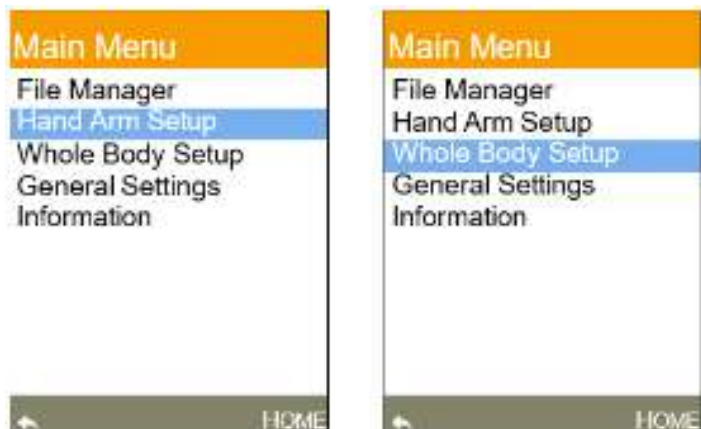 Main Menu
File Manager
Hand Arm Setup
Whole Body Setup
General Settings
Information
HOME
Main Menu
File Manager
Hand Arm Setup
Whole Body Setup
General Settings
Information
HOME